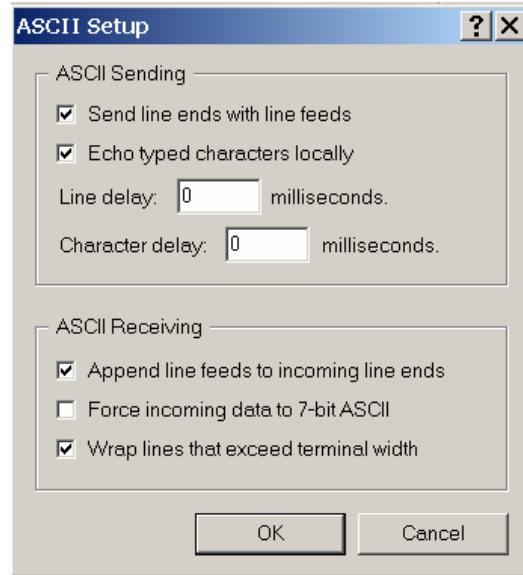 ASCII Setup
ASCII Sending
Send line ends with line feeds
Echo typed characters locally
Line delay: 0 milliseconds.
Character delay: 0 milliseconds.
ASCII Receiving
Append line feeds to incoming line ends
Force incoming data to 7-bit ASCII
Wrap lines that exceed terminal width
OK Cancel